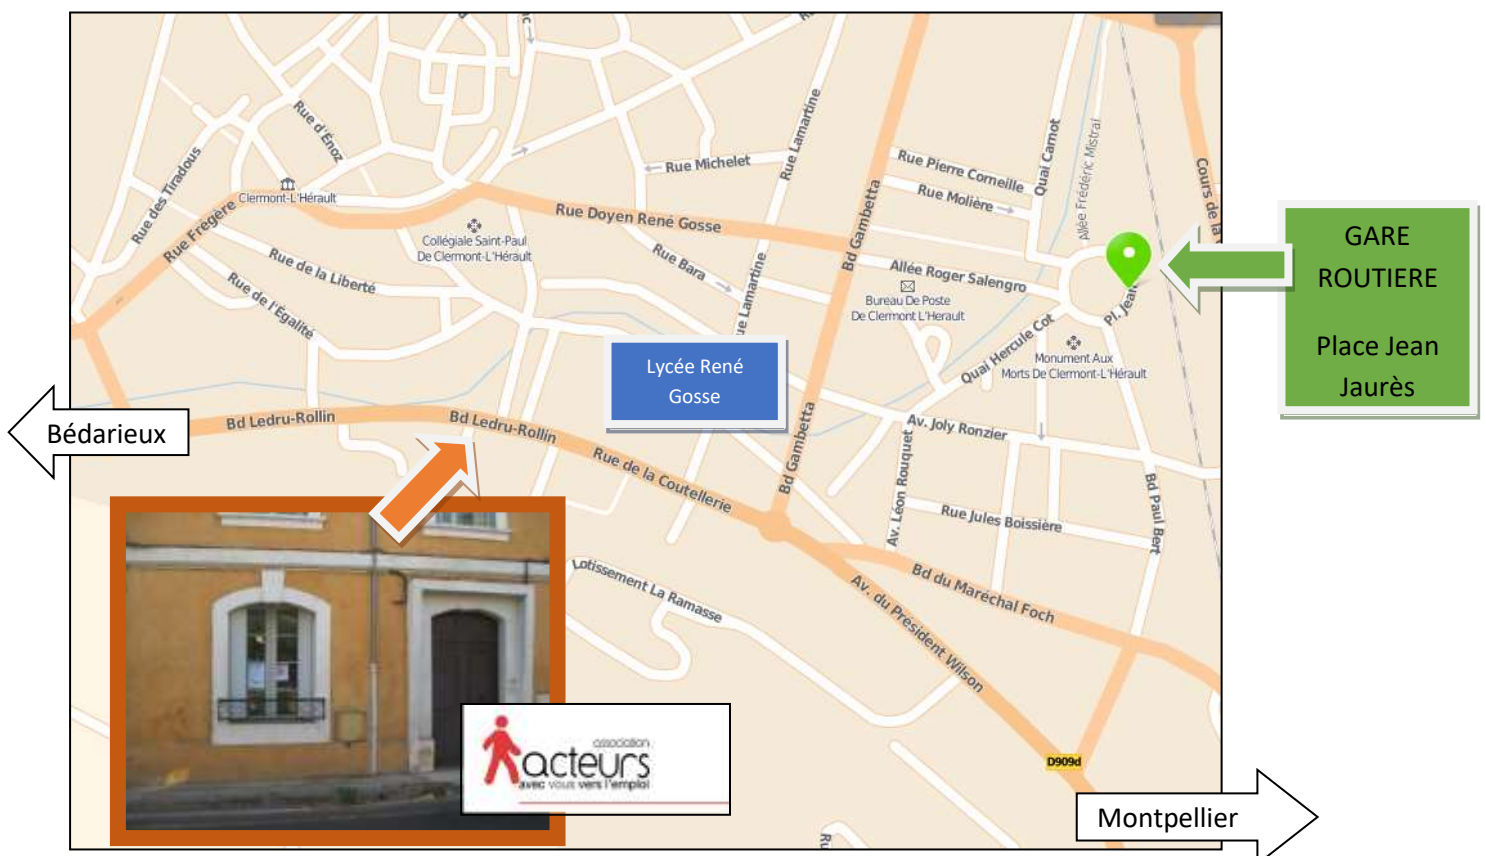 Rue d'Énoz
Rue des Tiradous
Rue Frègère
Clermont-L'Hérault
Collégiale Saint-Paul
De Clermont-L'Hérault
Rue de la Liberté
Rue de l'Égalité
Rue Michelet
Rue Lamartine
Rue Doyen René Gosse
Rue Bara
Rue Lamartine
Bd Gambetta
Rue Pierre Corneille
Rue Molière
Quai Carnot
Allée Frédéric Mistral
Cours de la
Allée Roger Salengro
Bureau De Poste
De Clermont L'Herault
Pl. Jean
Quai Hercule Cot
Monument Aux
Morts De Clermont-L'Hérault
GARE
ROUTIERE
Place Jean
Jaurès
Lycée René
Gosse
Bédarieux
Bd Ledru-Rollin
Bd Ledru-Rollin
Rue de la Coutellerie
Bd Gambetta
Av. Joly Ronzier
Av. Léon Rouquet
Rue Jules Boissière
Bd Paul Bert
Lotissement La Ramasse
Bd du Maréchal Foch
Av. du Président Wilson
association
acteurs
avec vous vers l'emploi
D909d
Montpellier